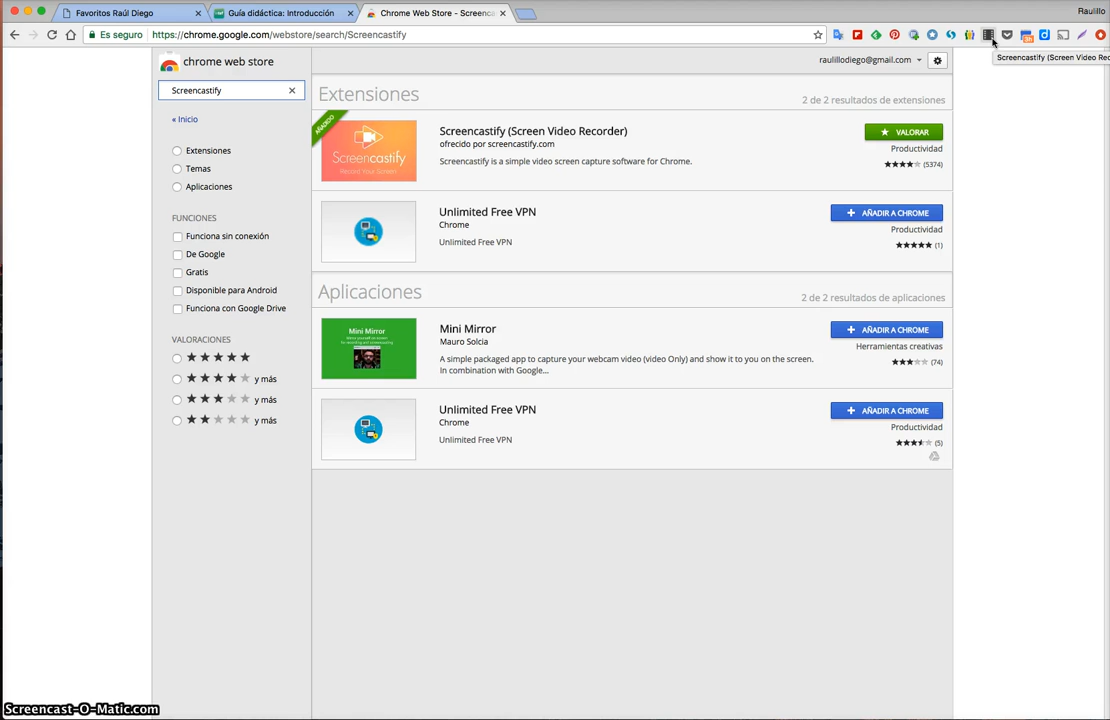 Favoritos Raúl Diego
Guía didáctica: Introducción
Chrome Web Store - Screenca
Raulillo
Es seguro
https://chrome.google.com/webstore/search/Screencastify
Screencastify (Screen Video Rec
chrome web store
raulillodiego@gmail.com
Screencastify
« Inicio
Extensiones
Temas
Aplicaciones
FUNCIONES
Funciona sin conexión
De Google
Gratis
Disponible para Android
Funciona con Google Drive
VALORACIONES
y más
y más
y más
Extensiones
2 de 2 resultados de extensiones
AÑADIDO
Screencastify
Record Your Screen
Screencastify (Screen Video Recorder)
ofrecido por screencastify.com
Screencastify is a simple video screen capture software for Chrome.
VALORAR
Productividad
(5374)
Unlimited Free VPN
Chrome
Unlimited Free VPN
AÑADIR A CHROME
Productividad
(1)
Aplicaciones
2 de 2 resultados de aplicaciones
Mini Mirror
Mini Mirror
Mauro Solcia
A simple packaged app to capture your webcam video (video Only) and show it to you on the screen.
In combination with Google...
AÑADIR A CHROME
Herramientas creativas
(74)
Unlimited Free VPN
Chrome
Unlimited Free VPN
AÑADIR A CHROME
Productividad
(5)
Screencast-O-Matic.com